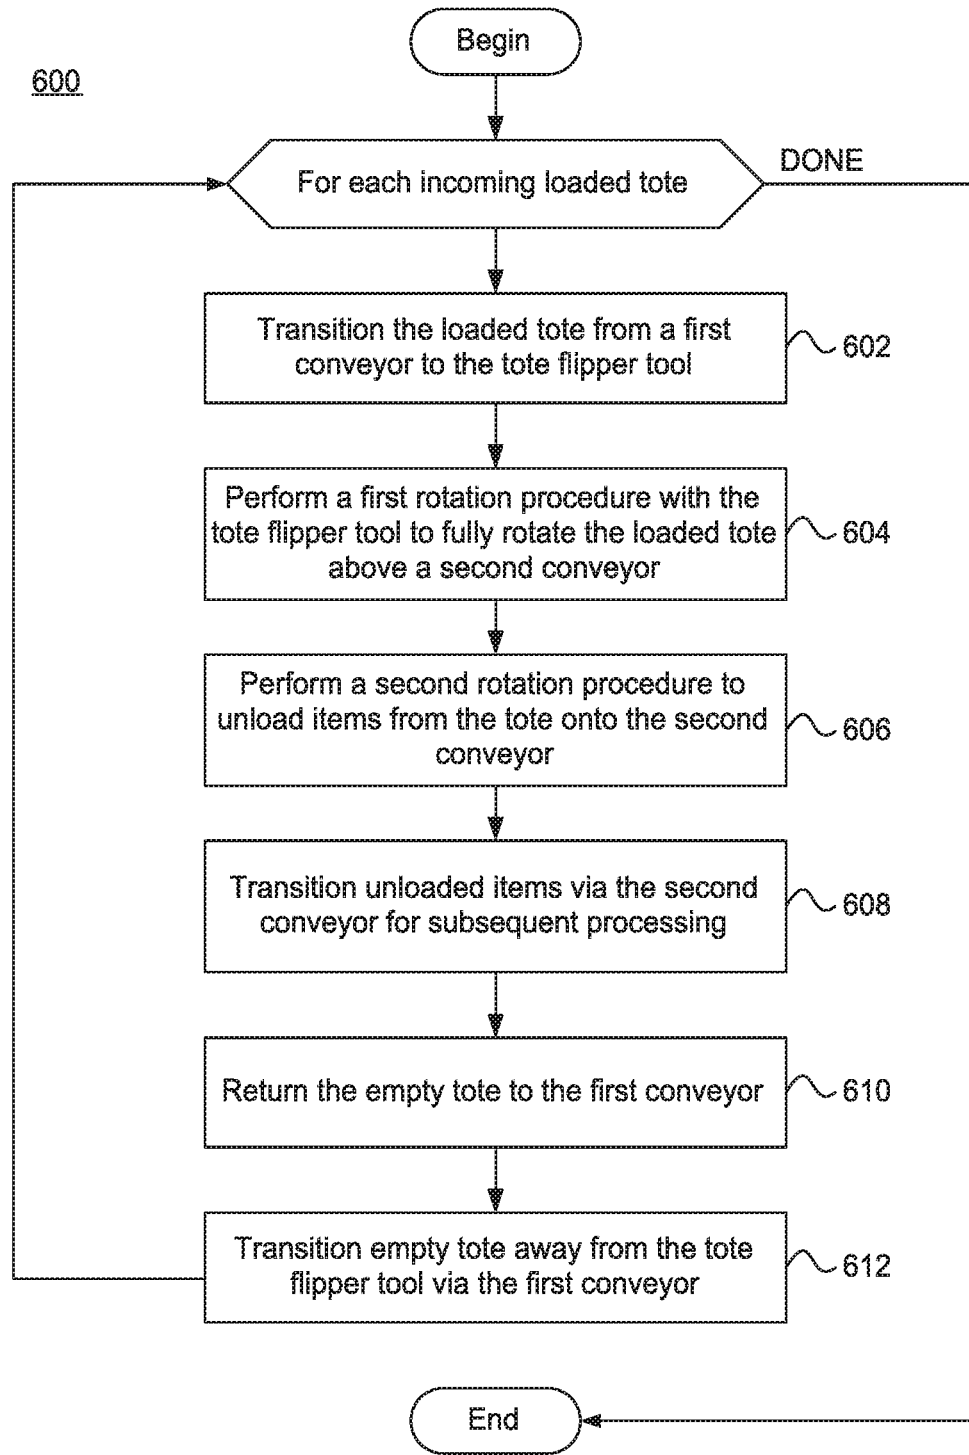 Begin
600
DONE
For each incoming loaded tote
Transition the loaded tote from a first
conveyor to the tote flipper tool
602
Perform a first rotation procedure with the
tote flipper tool to fully rotate the loaded tote
above a second conveyor
604
Perform a second rotation procedure to
unload items from the tote onto the second
conveyor
606
Transition unloaded items via the second
conveyor for subsequent processing
608
Return the empty tote to the first conveyor
610
Transition empty tote away from the tote
flipper tool via the first conveyor
612
End